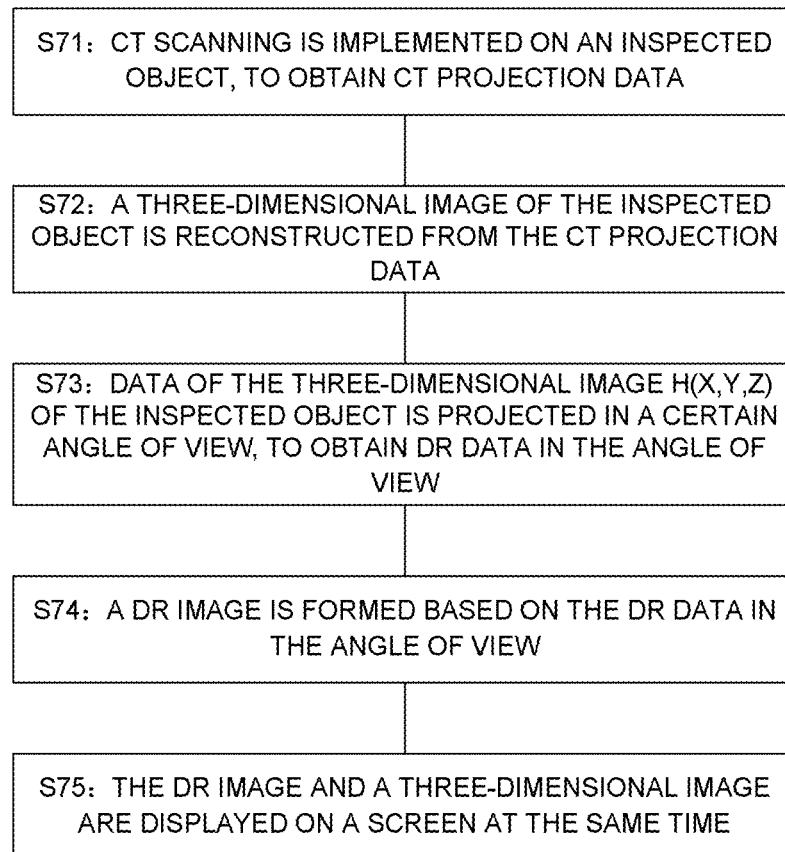 S71: CT SCANNING IS IMPLEMENTED ON AN INSPECTED
OBJECT, TO OBTAIN CT PROJECTION DATA
S72: A THREE-DIMENSIONAL IMAGE OF THE INSPECTED
OBJECT IS RECONSTRUCTED FROM THE CT PROJECTION
DATA
S73: DATA OF THE THREE-DIMENSIONAL IMAGE H(X,Y,Z)
OF THE INSPECTED OBJECT IS PROJECTED IN A CERTAIN
ANGLE OF VIEW, TO OBTAIN DR DATA IN THE ANGLE OF
VIEW
S74: A DR IMAGE IS FORMED BASED ON THE DR DATA IN
THE ANGLE OF VIEW
S75: THE DR IMAGE AND A THREE-DIMENSIONAL IMAGE
ARE DISPLAYED ON A SCREEN AT THE SAME TIME